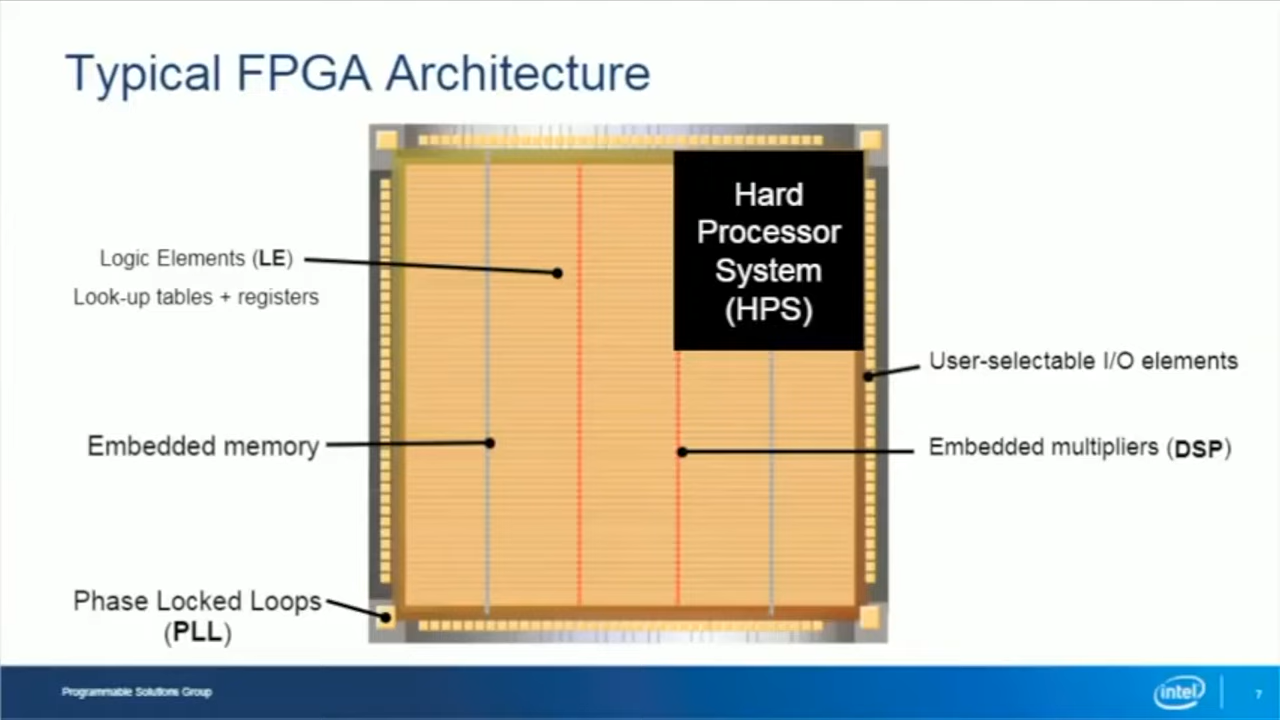 Typical FPGA Architecture
Hard
Processor
System
(HPS)
Logic Elements (LE)
Look-up tables + registers
User-selectable I/O elements
Embedded memory
Embedded multipliers (DSP)
Phase Locked Loops
(PLL)
Programmable Solutions Group
intel
7